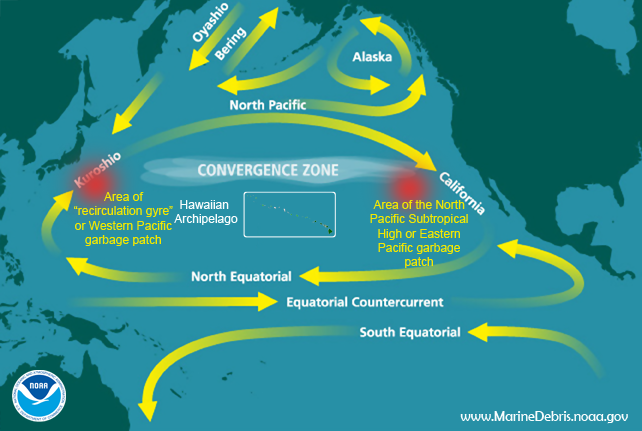 Oyashio
Bering
Alaska
North Pacific
Kuroshio
CONVERGENCE ZONE
California
Area of
“recirculation gyre”
or Western Pacific
garbage patch
Hawaiian
Archipelago
Area of the North
Pacific Subtropical
High or Eastern
Pacific garbage
patch
North Equatorial
Equatorial Countercurrent
South Equatorial
NOAA
www.MarineDebris.noaa.gov